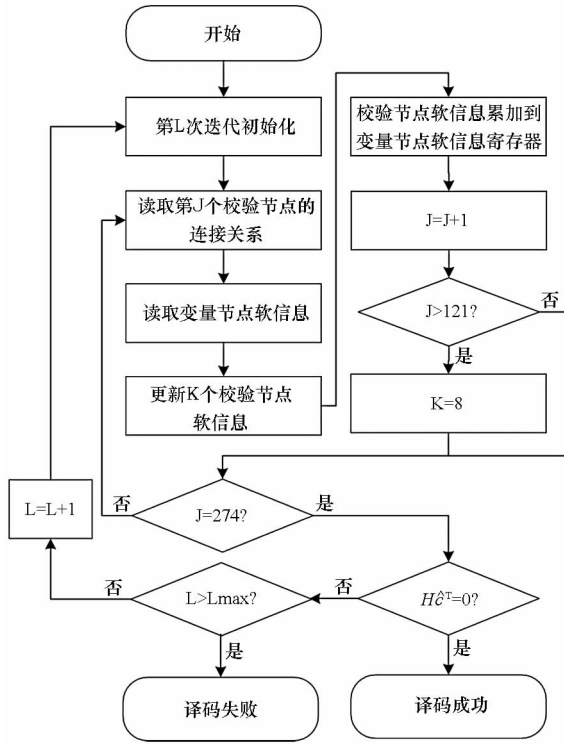 开始
第L次迭代初始化
读取第J个校验节点的
连接关系
读取变量节点软信息
更新K个校验节点
软信息
校验节点软信息累加到
变量节点软信息寄存器
J=J+1
J>121?
否
是
K=8
J=274?
否
是
L=L+1
Hĉᵀ=0?
否
是
L>Lmax?
否
是
译码失败
译码成功